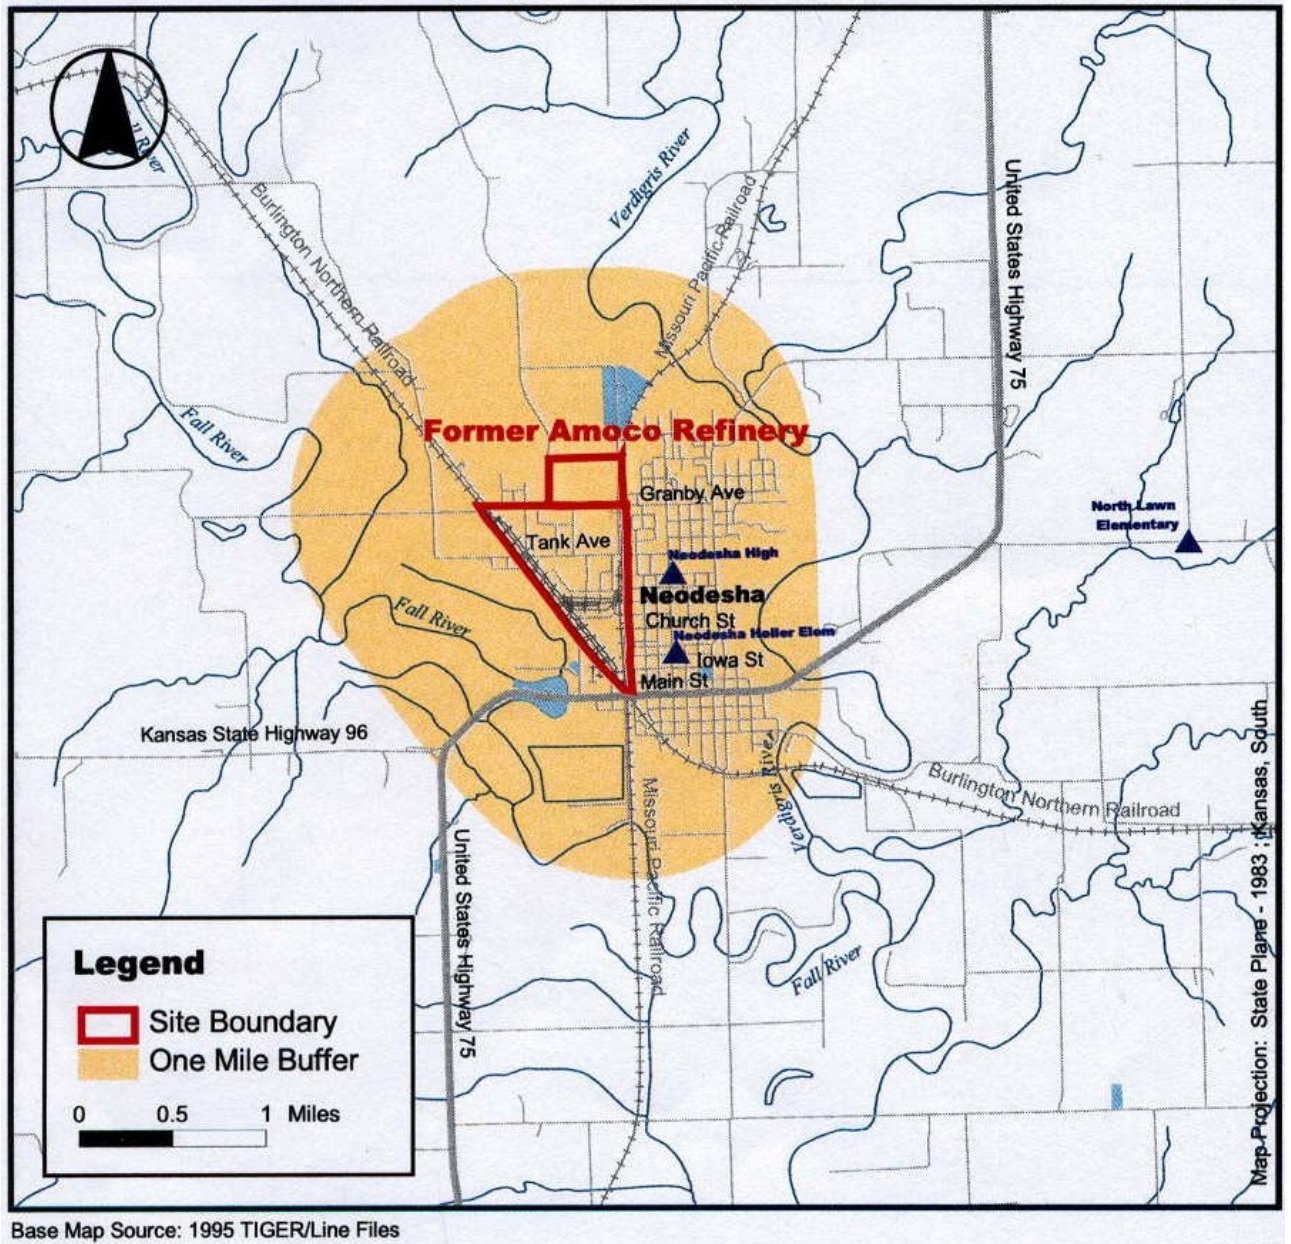 ll River
Burlington Northern Railroad
Verdigris River
Missouri Pacific Railroad
United States Highway 75
Fall River
Former Amoco Refinery
Granby Ave
North Lawn
Elementary
Tank Ave
Neodesha High
Neodesha
Fall River
Church St
Neodesha Heller Elem
Iowa St
Main St
Kansas State Highway 96
Verdigris River
Burlington Northern Railroad
Missouri Pacific Railroad
United States Highway 75
Fall River
Map Projection: State Plane - 1983 ; Kansas, South
Legend
Site Boundary
One Mile Buffer
0 0.5 1 Miles
Base Map Source: 1995 TIGER/Line Files